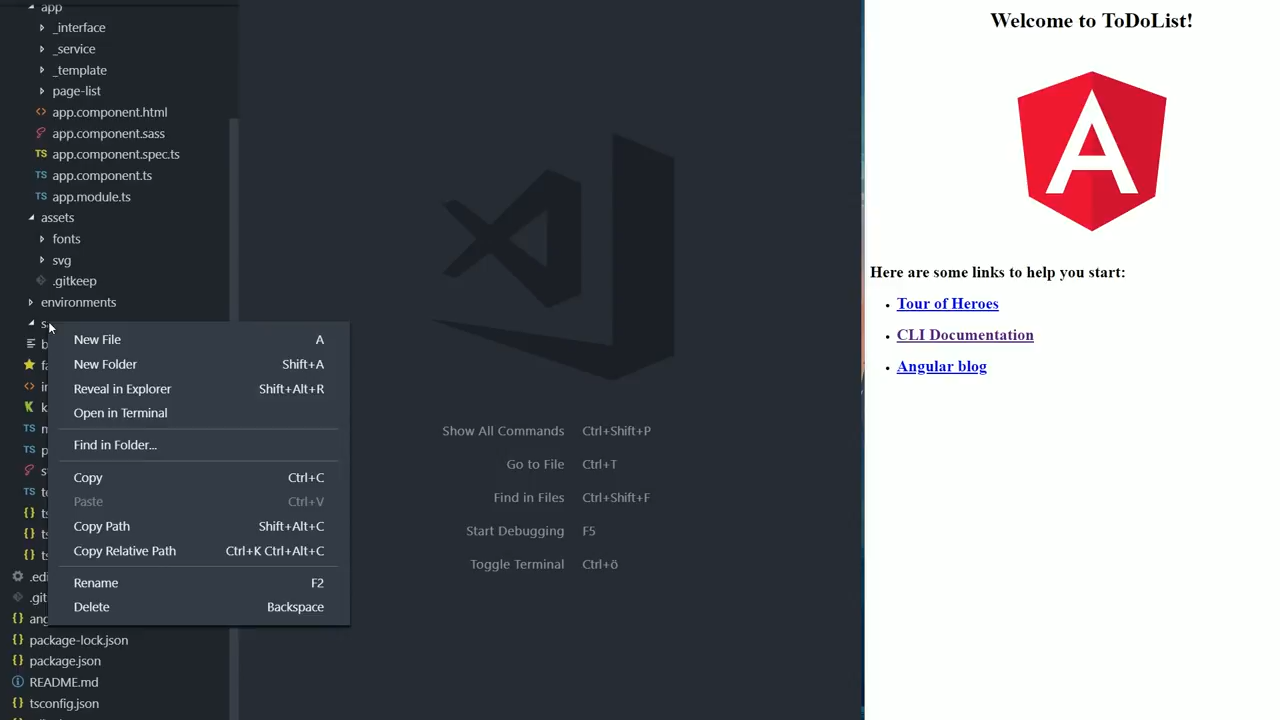 app
_interface
_service
_template
page-list
app.component.html
app.component.sass
app.component.spec.ts
TS app.component.ts
TS app.module.ts
assets
fonts
svg
.gitkeep
environments
New File A
New Folder Shift+A
Reveal in Explorer Shift+Alt+R
Open in Terminal
Find in Folder...
Copy Ctrl+C
Paste Ctrl+V
Copy Path Shift+Alt+C
Copy Relative Path Ctrl+K Ctrl+Alt+C
Rename F2
Delete Backspace
package-lock.json
package.json
README.md
tsconfig.json
Show All Commands Ctrl+Shift+P
Go to File Ctrl+T
Find in Files Ctrl+Shift+F
Start Debugging F5
Toggle Terminal Ctrl+ö
Welcome to ToDoList!
A
Here are some links to help you start:
Tour of Heroes
CLI Documentation
Angular blog